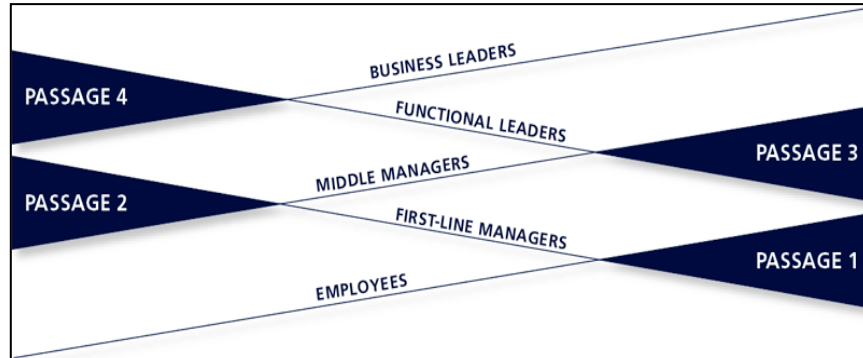 BUSINESS LEADERS
PASSAGE 4
FUNCTIONAL LEADERS
PASSAGE 3
MIDDLE MANAGERS
PASSAGE 2
FIRST-LINE MANAGERS
PASSAGE 1
EMPLOYEES